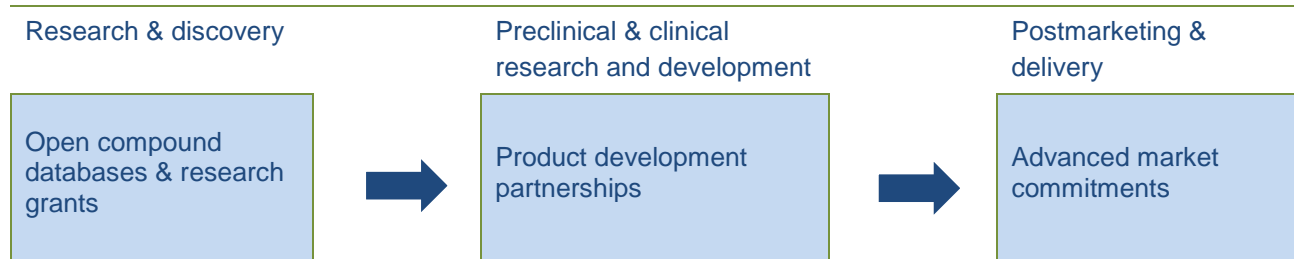 Research & discovery
Preclinical & clinical
research and development
Postmarketing &
delivery
Open compound
databases & research
grants
Product development
partnerships
Advanced market
commitments